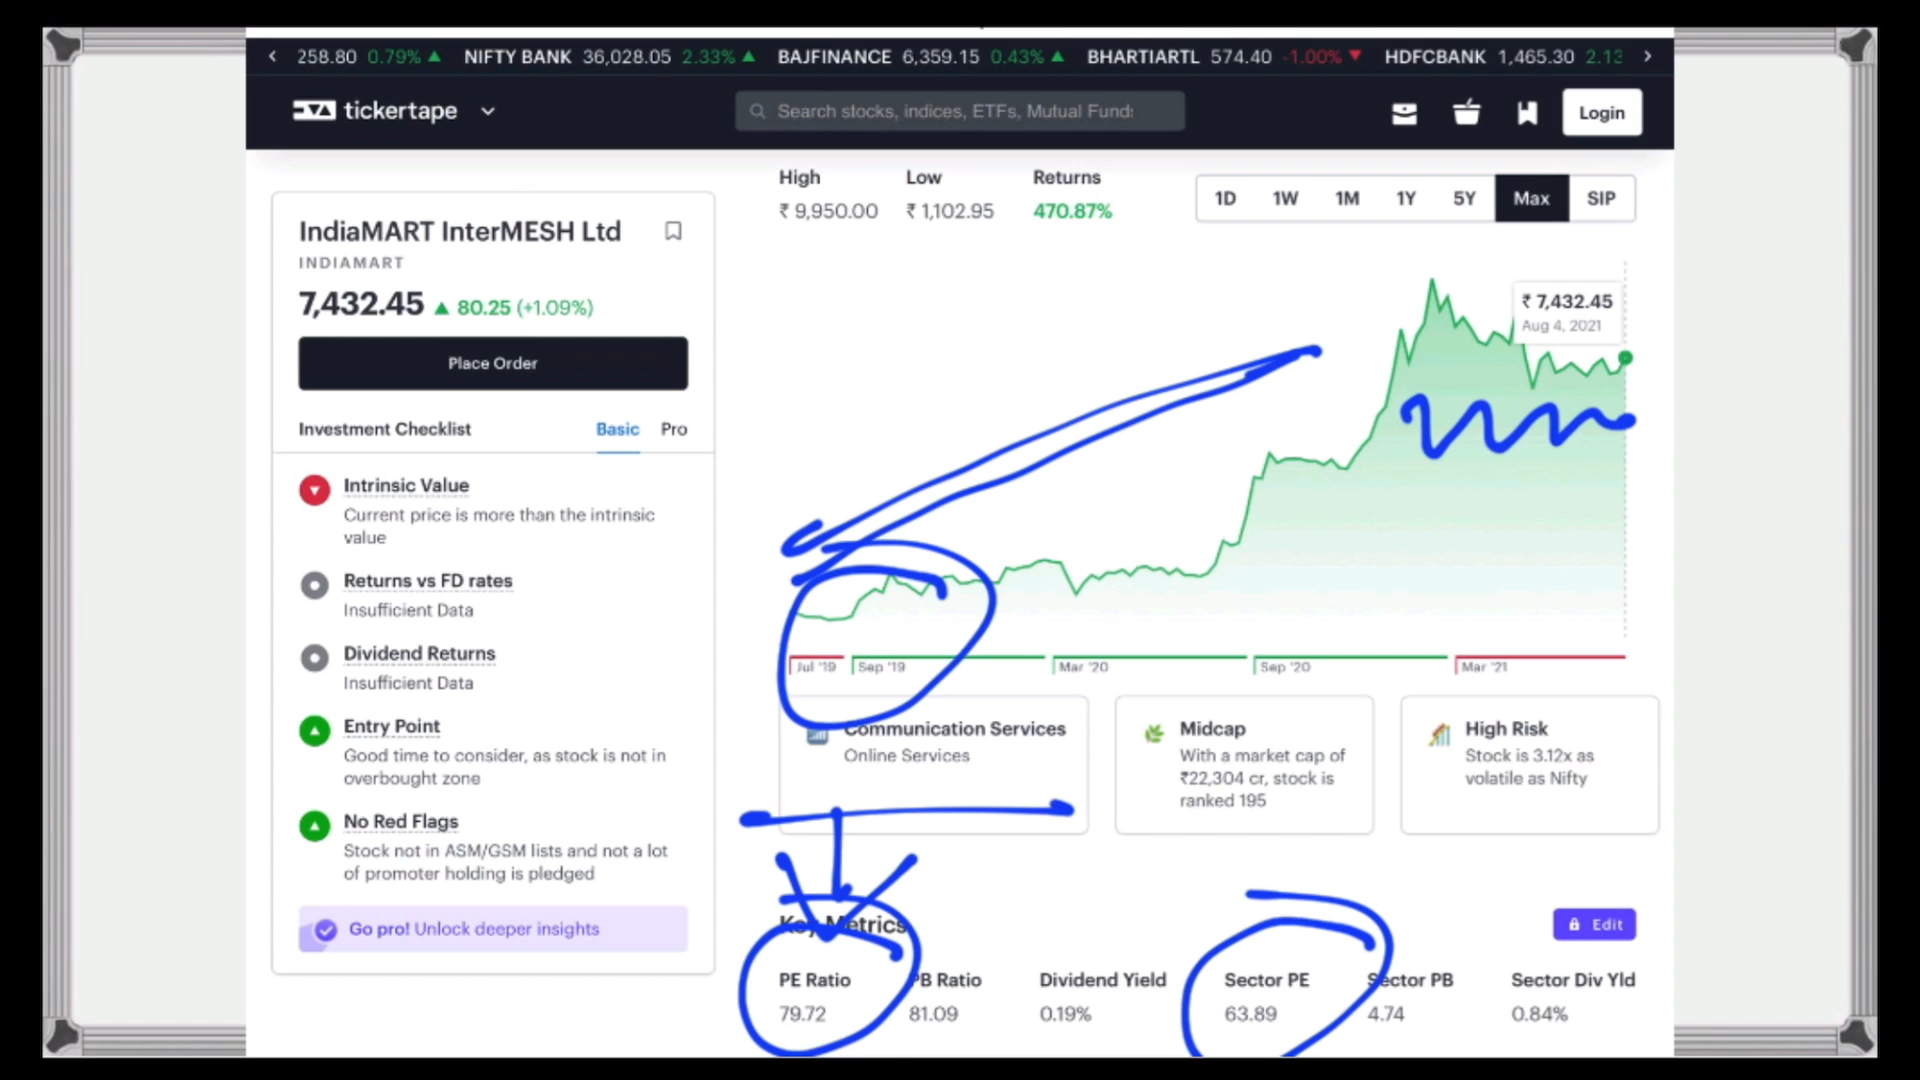 258.80 0.79% NIFTY BANK 36,028.05 2.33% BAJFINANCE 6,359.15 0.43% BHARTIARTL 574.40 -1.00% HDFCBANK 1,465.30 2.13
tickertape
Search stocks, indices, ETFs, Mutual Funds
Login
IndiaMART InterMESH Ltd
INDIAMART
7,432.45 80.25 (+1.09%)
Place Order
Investment Checklist Basic Pro
Intrinsic Value
Current price is more than the intrinsic
value
Returns vs FD rates
Insufficient Data
Dividend Returns
Insufficient Data
Entry Point
Good time to consider, as stock is not in
overbought zone
No Red Flags
Stock not in ASM/GSM lists and not a lot
of promoter holding is pledged
Go pro! Unlock deeper insights
High Low Returns
₹ 9,950.00 ₹ 1,102.95 470.87%
1D 1W 1M 1Y 5Y Max SIP
₹ 7,432.45
Aug 4, 2021
Jul '19 Sep '19 Mar '20 Sep '20 Mar '21
Communication Services
Online Services
Midcap
With a market cap of
₹22,304 cr, stock is
ranked 195
High Risk
Stock is 3.12x as
volatile as Nifty
Key Metrics
Edit
PE Ratio PB Ratio Dividend Yield Sector PE Sector PB Sector Div Yld
79.72 81.09 0.19% 63.89 4.74 0.84%